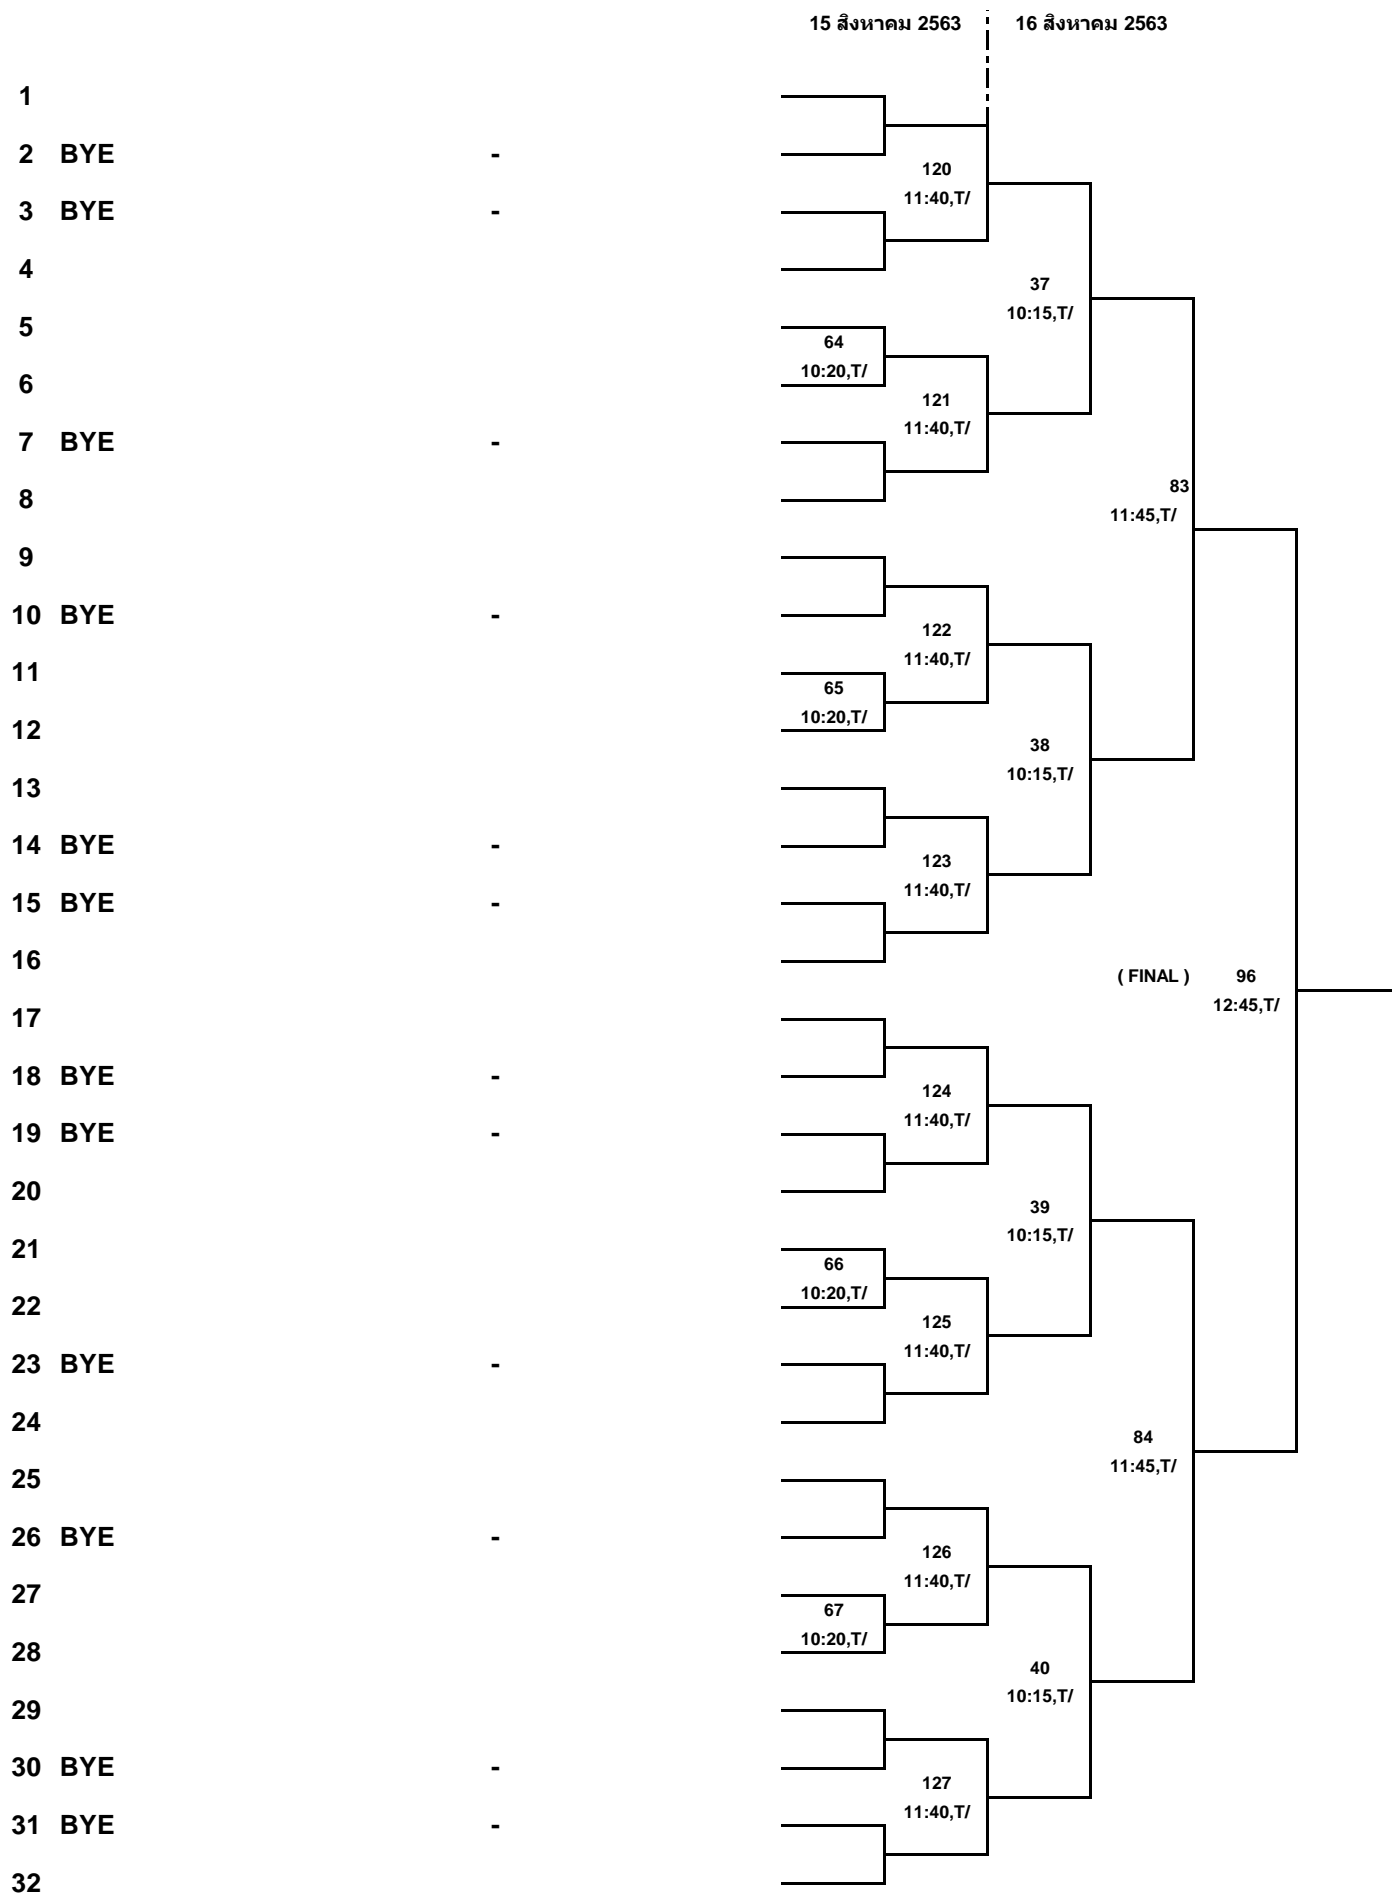 15 สิงหาคม 2563 16 สิงหาคม 2563
1
2 BYE -
120
11:40,T/
3 BYE -
4
37
10:15,T/
5
64
10:20,T/
6
121
11:40,T/
7 BYE -
83
8
11:45,T/
9
10 BYE -
122
11:40,T/
11
65
10:20,T/
12
38
10:15,T/
13
14 BYE -
123
11:40,T/
15 BYE -
16
( FINAL ) 96
12:45,T/
17
18 BYE -
124
11:40,T/
19 BYE -
20
39
10:15,T/
21
66
10:20,T/
22
125
11:40,T/
23 BYE -
24
84
11:45,T/
25
26 BYE -
126
11:40,T/
27
67
10:20,T/
28
40
10:15,T/
29
30 BYE -
127
11:40,T/
31 BYE -
32